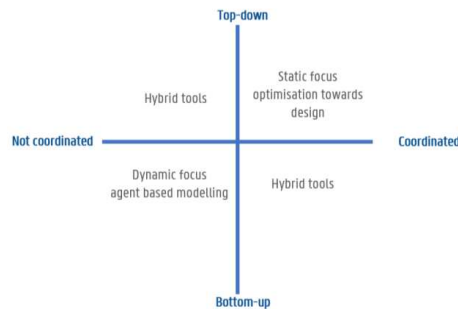 Top-down
Hybrid tools
Static focus
optimisation towards
design
Not coordinated
Coordinated
Dynamic focus
agent based modelling
Hybrid tools
Bottom-up